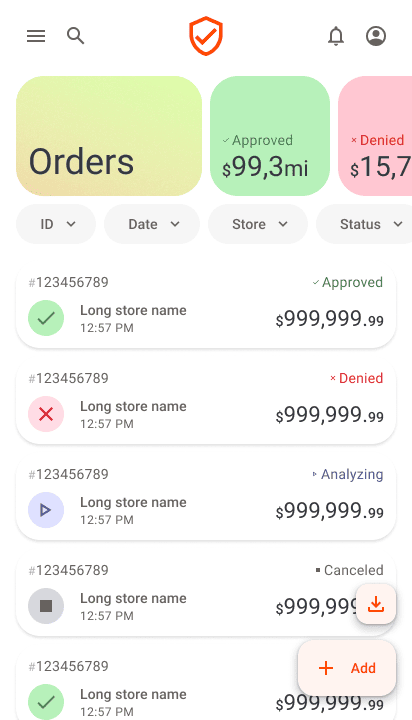 Orders
Approved
$99,3mi
Denied
$15,7
ID
Date
Store
Status
#123456789
Approved
Long store name
12:57 PM
$999,999.99
#123456789
Denied
Long store name
12:57 PM
$999,999.99
#123456789
Analyzing
Long store name
12:57 PM
$999,999.99
#123456789
Canceled
Long store name
12:57 PM
$999,999
#123456789
Long store name
12:57 PM
$999,999.99
Add